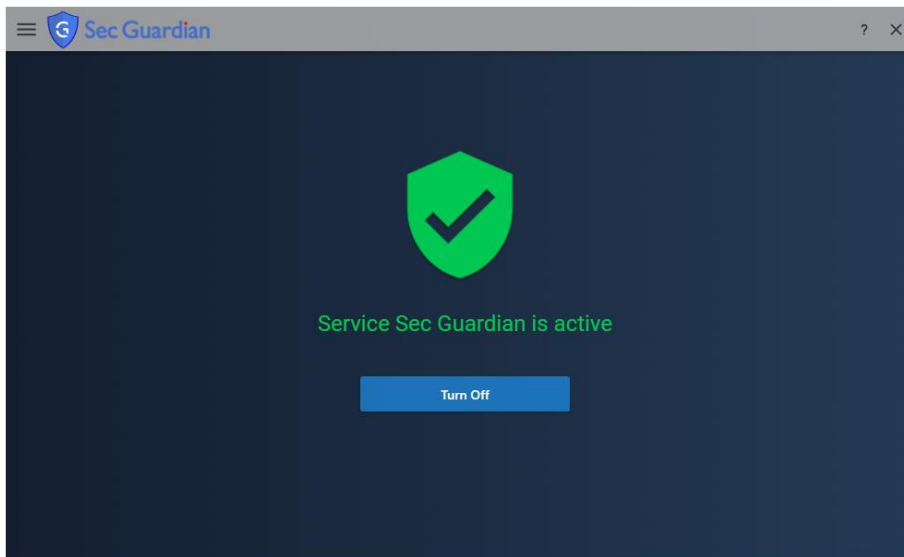 G Sec Guardian ? ×
Service Sec Guardian is active
Turn Off